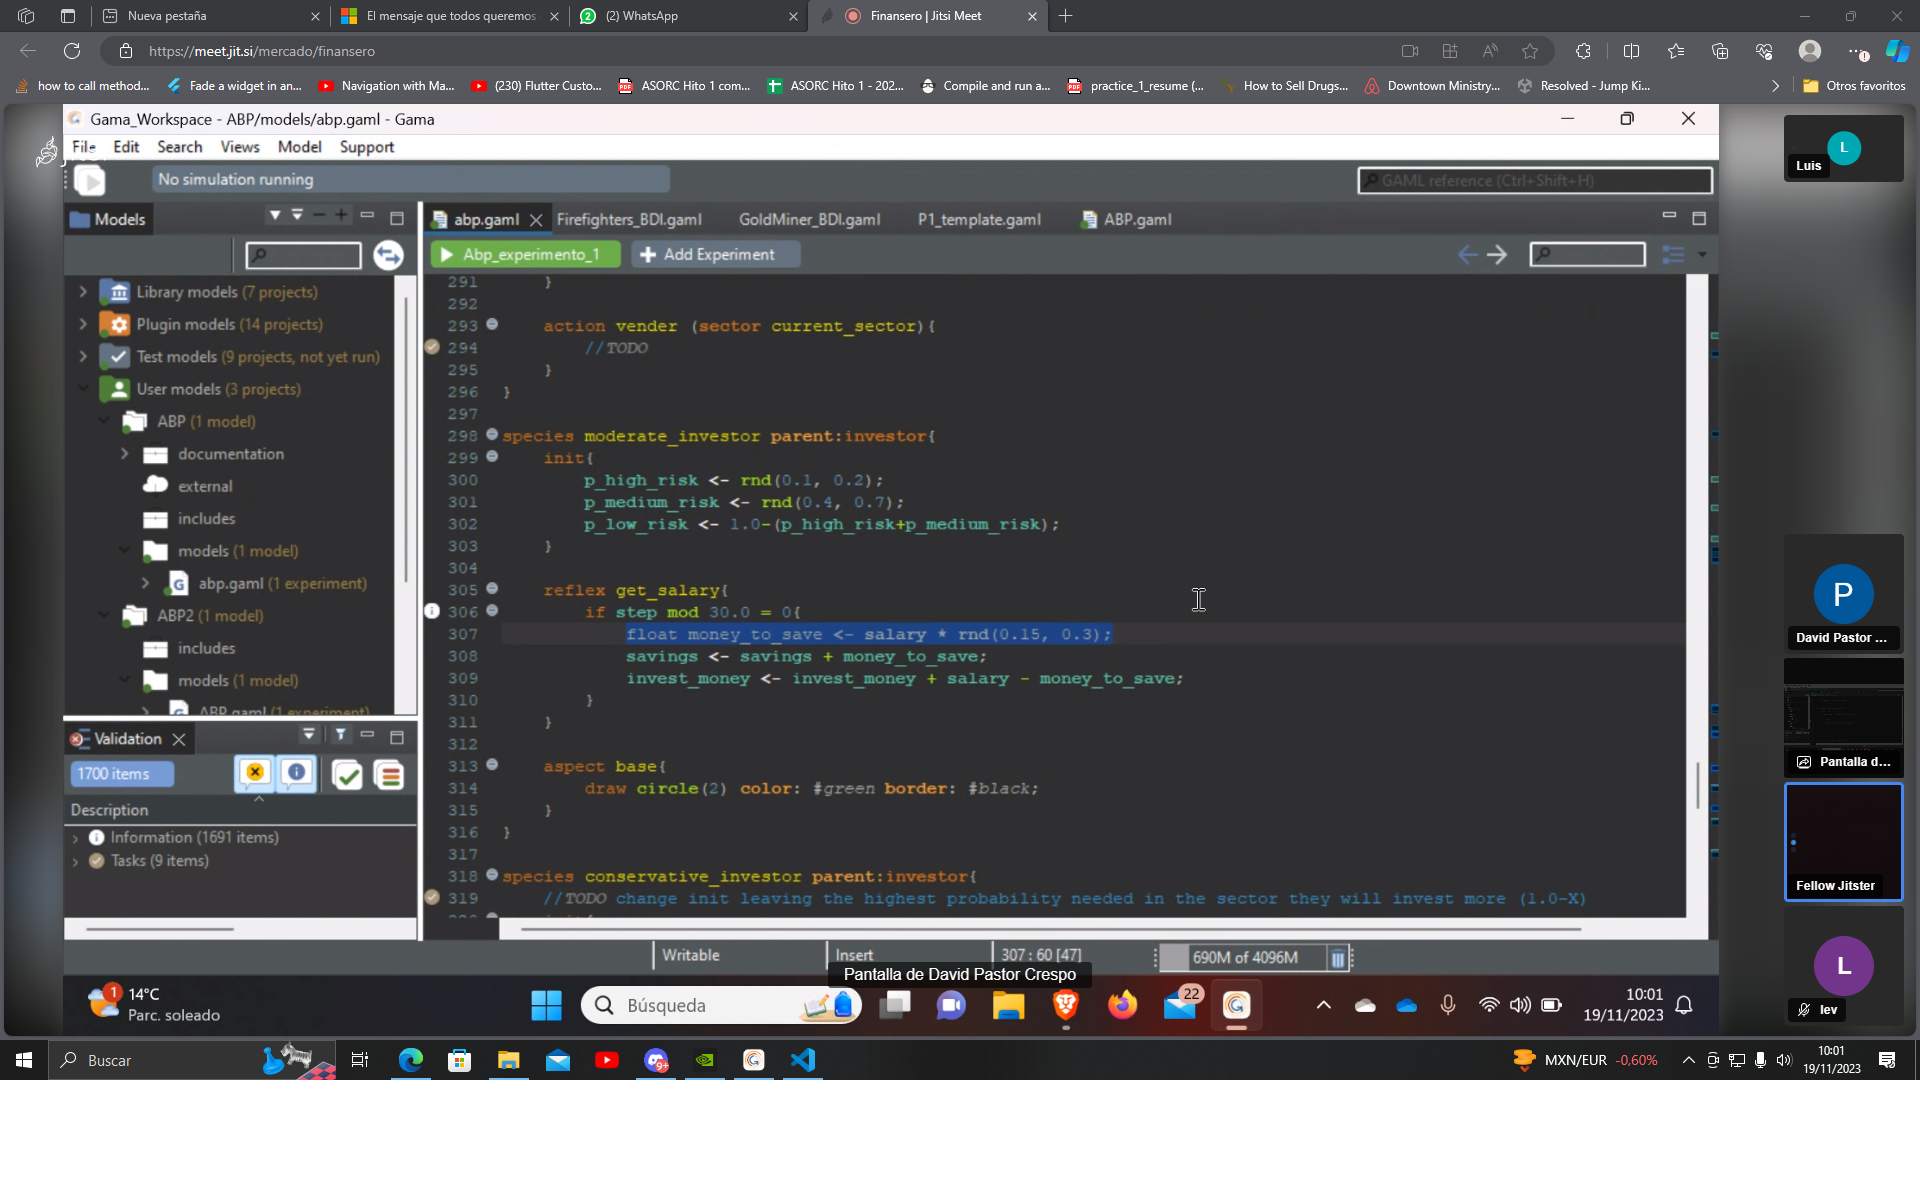 Nueva pestaña
El mensaje que todos queremos
(2) WhatsApp
Finansero | Jitsi Meet
https://meet.jit.si/mercado/finansero
how to call method...
Fade a widget in an...
Navigation with Ma...
(230) Flutter Custo...
ASORC Hito 1 com...
ASORC Hito 1 - 202...
Compile and run a...
practice_1_resume (...
How to Sell Drugs...
Downtown Ministry...
Resolved - Jump Ki...
Otros favoritos
Gama_Workspace - ABP/models/abp.gaml - Gama
File Edit Search Views Model Support
No simulation running
GAML reference (Ctrl+Shift+H)
Models
abp.gaml
Firefighters_BDI.gaml
GoldMiner_BDI.gaml
P1_template.gaml
ABP.gaml
Abp_experimento_1
Add Experiment
Library models (7 projects)
Plugin models (14 projects)
Test models (9 projects, not yet run)
User models (3 projects)
ABP (1 model)
documentation
external
includes
models (1 model)
abp.gaml (1 experiment)
ABP2 (1 model)
includes
models (1 model)
ABP.gaml (1 experiment)
Validation
1700 items
Description
Information (1691 items)
Tasks (9 items)
291 }
292
293 action vender (sector current_sector){
294 //TODO
295 }
296 }
297
298 species moderate_investor parent:investor{
299 init{
300 p_high_risk <- rnd(0.1, 0.2);
301 p_medium_risk <- rnd(0.4, 0.7);
302 p_low_risk <- 1.0-(p_high_risk+p_medium_risk);
303 }
304
305 reflex get_salary{
306 if step mod 30.0 = 0{
307 float money_to_save <- salary * rnd(0.15, 0.3);
308 savings <- savings + money_to_save;
309 invest_money <- invest_money + salary - money_to_save;
310 }
311 }
312
313 aspect base{
314 draw circle(2) color: #green border: #black;
315 }
316 }
317
318 species conservative_investor parent:investor{
319 //TODO change init leaving the highest probability needed in the sector they will invest more (1.0-X)
Writable
Insert
307 : 60 [47]
690M of 4096M
Pantalla de David Pastor Crespo
1
14°C
Parc. soleado
Búsqueda
22
10:01
19/11/2023
L
Luis
P
David Pastor ...
Pantalla d...
Fellow Jitster
L
lev
Buscar
9+
MXN/EUR -0,60%
10:01
19/11/2023